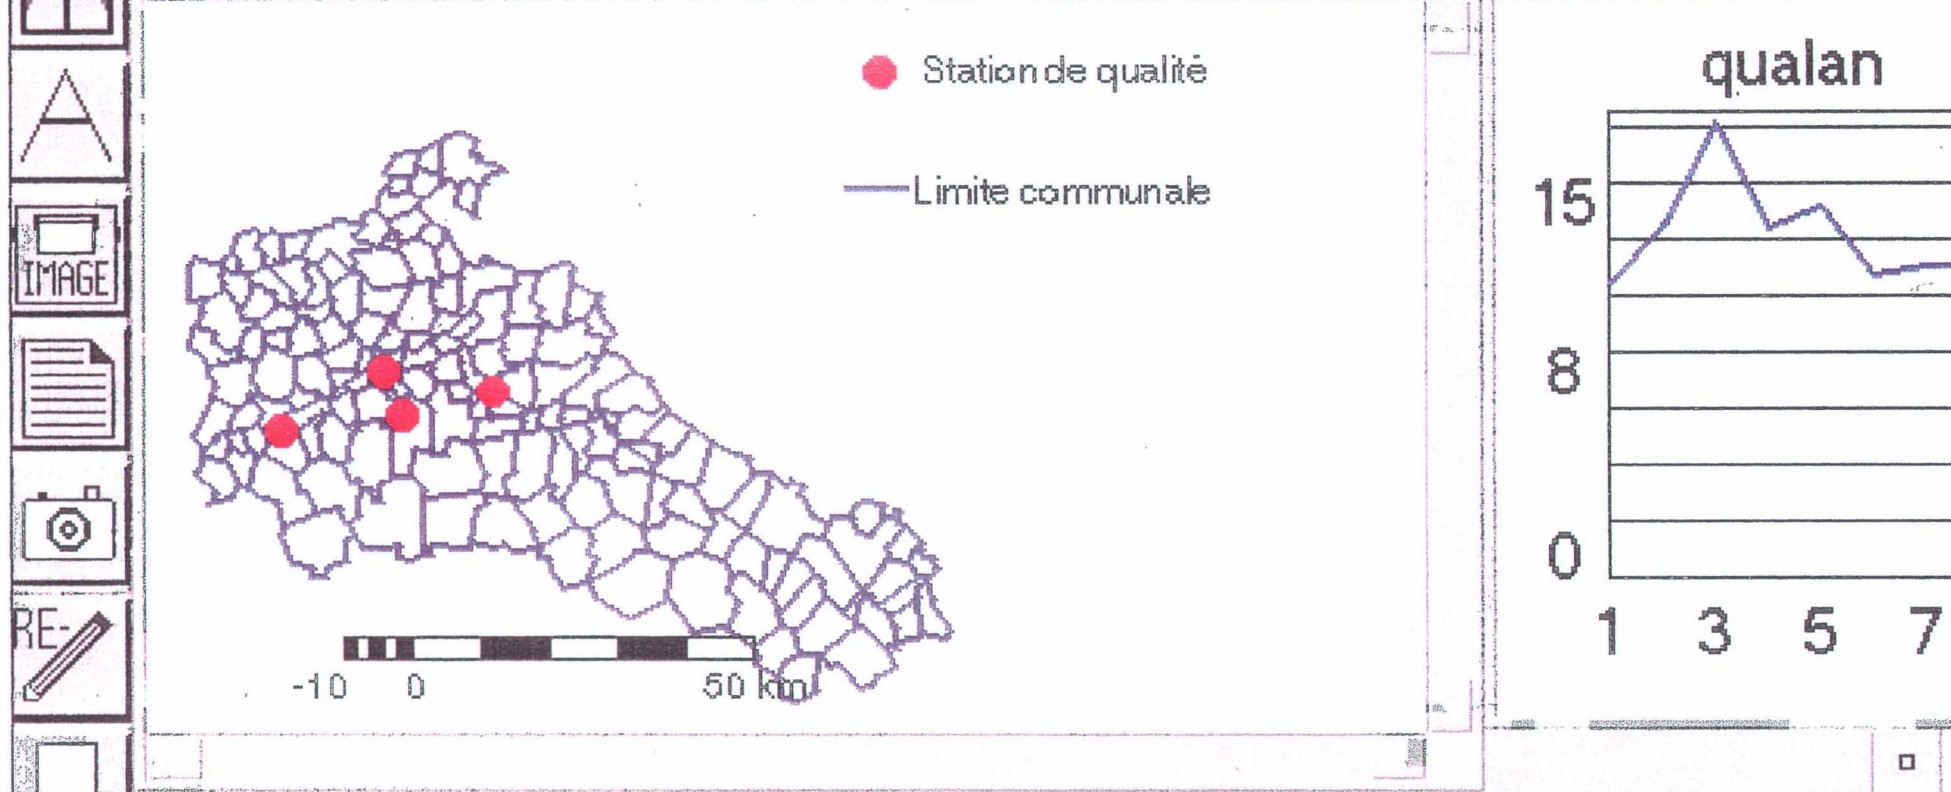 A
IMAGE
RE-
Station de qualité
Limite communale
-10 0 50 km
qualan
15
8
0
1 3 5 7